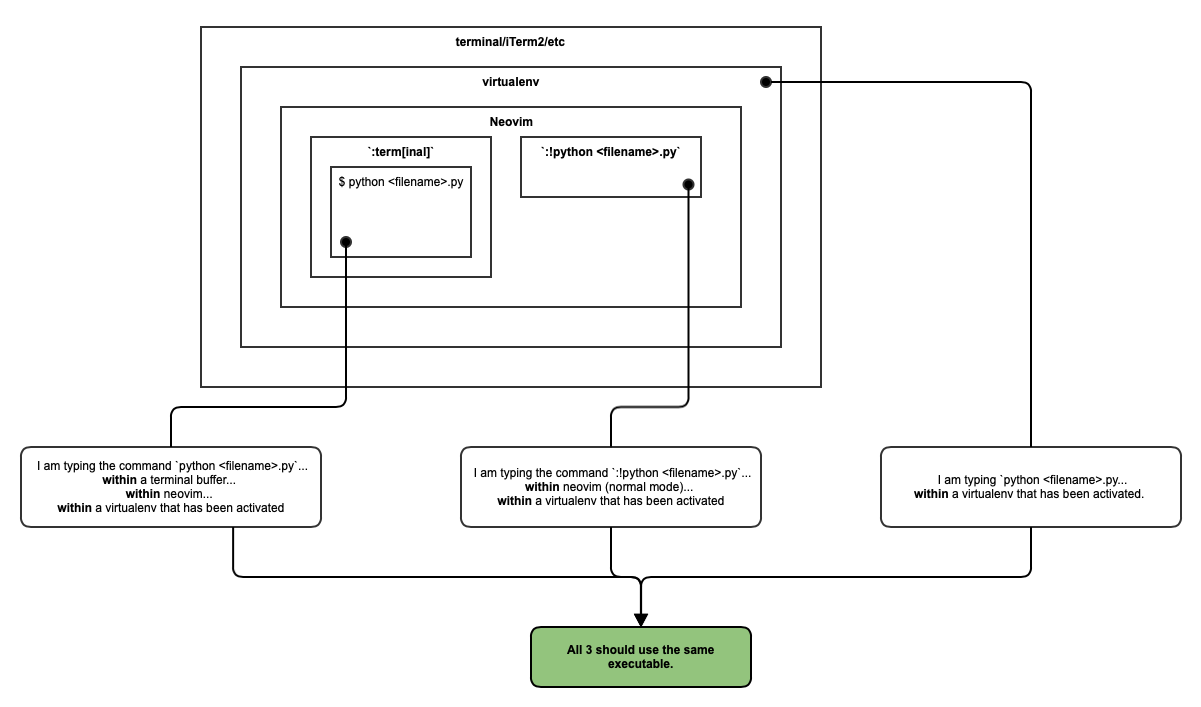 terminal/iTerm2/etc
virtualenv
Neovim
`:term[inal]`
`:!python <filename>.py`
$ python <filename>.py
I am typing the command `python <filename>.py`...
within a terminal buffer...
within neovim...
within a virtualenv that has been activated
I am typing the command `:!python <filename>.py`...
within neovim (normal mode)...
within a virtualenv that has been activated
I am typing `python <filename>.py...
within a virtualenv that has been activated.
All 3 should use the same
executable.